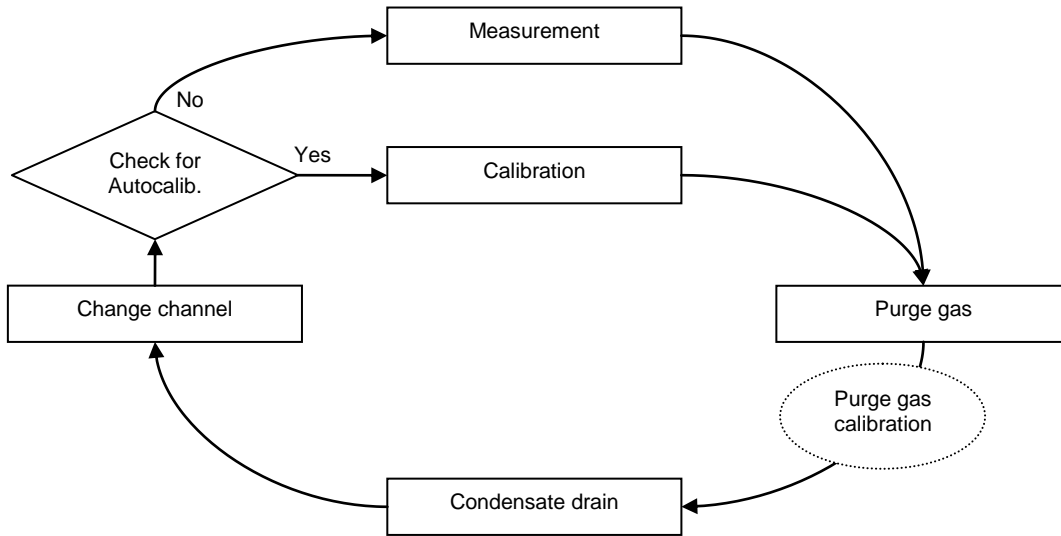 Measurement
No
Check for
Autocalib.
Yes
Calibration
Change channel
Purge gas
Purge gas
calibration
Condensate drain